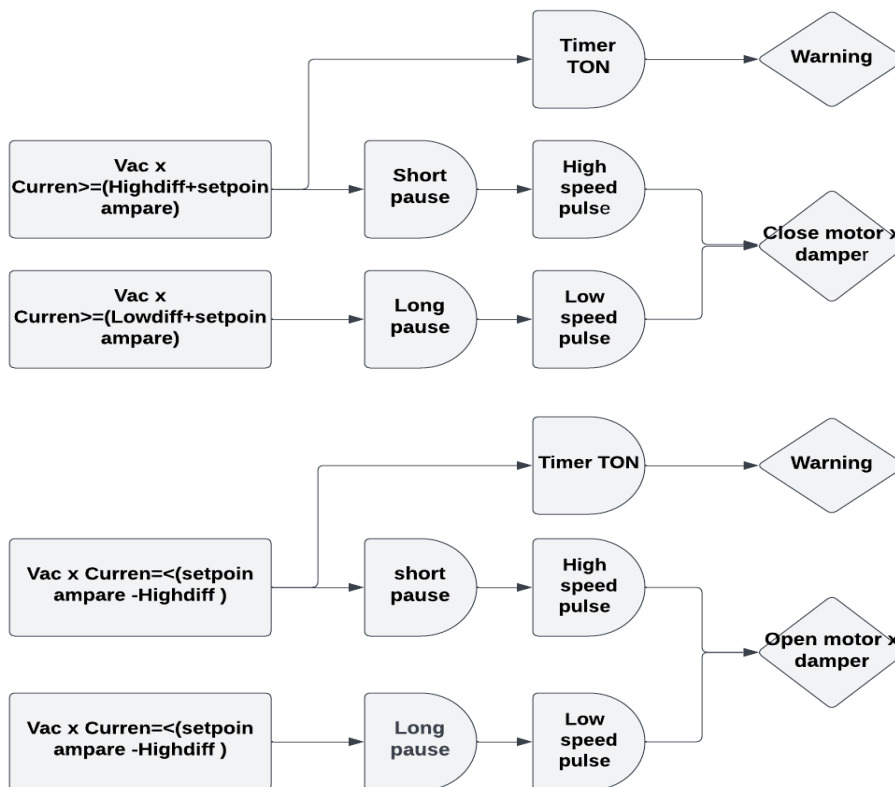 Timer
TON
Warning
Vac x
Curren>=(Highdiff+setpoin
ampare)
Short
pause
High
speed
pulse
Close motor x
damper
Vac x
Curren>=(Lowdiff+setpoin
ampare)
Long
pause
Low
speed
pulse
Timer TON
Warning
Vac x Curren=<(setpoin
ampare -Highdiff )
short
pause
High
speed
pulse
Open motor x
damper
Vac x Curren=<(setpoin
ampare -Highdiff )
Long
pause
Low
speed
pulse